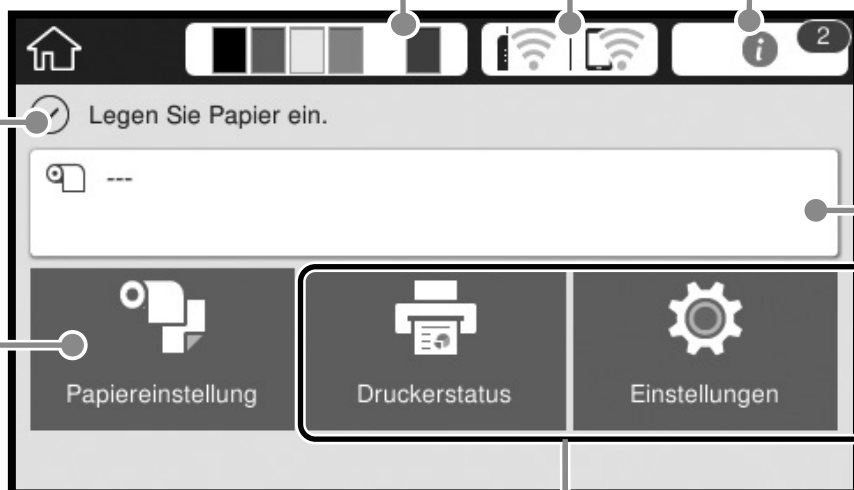 2
Legen Sie Papier ein.
---
Papiereinstellung
Druckerstatus
Einstellungen